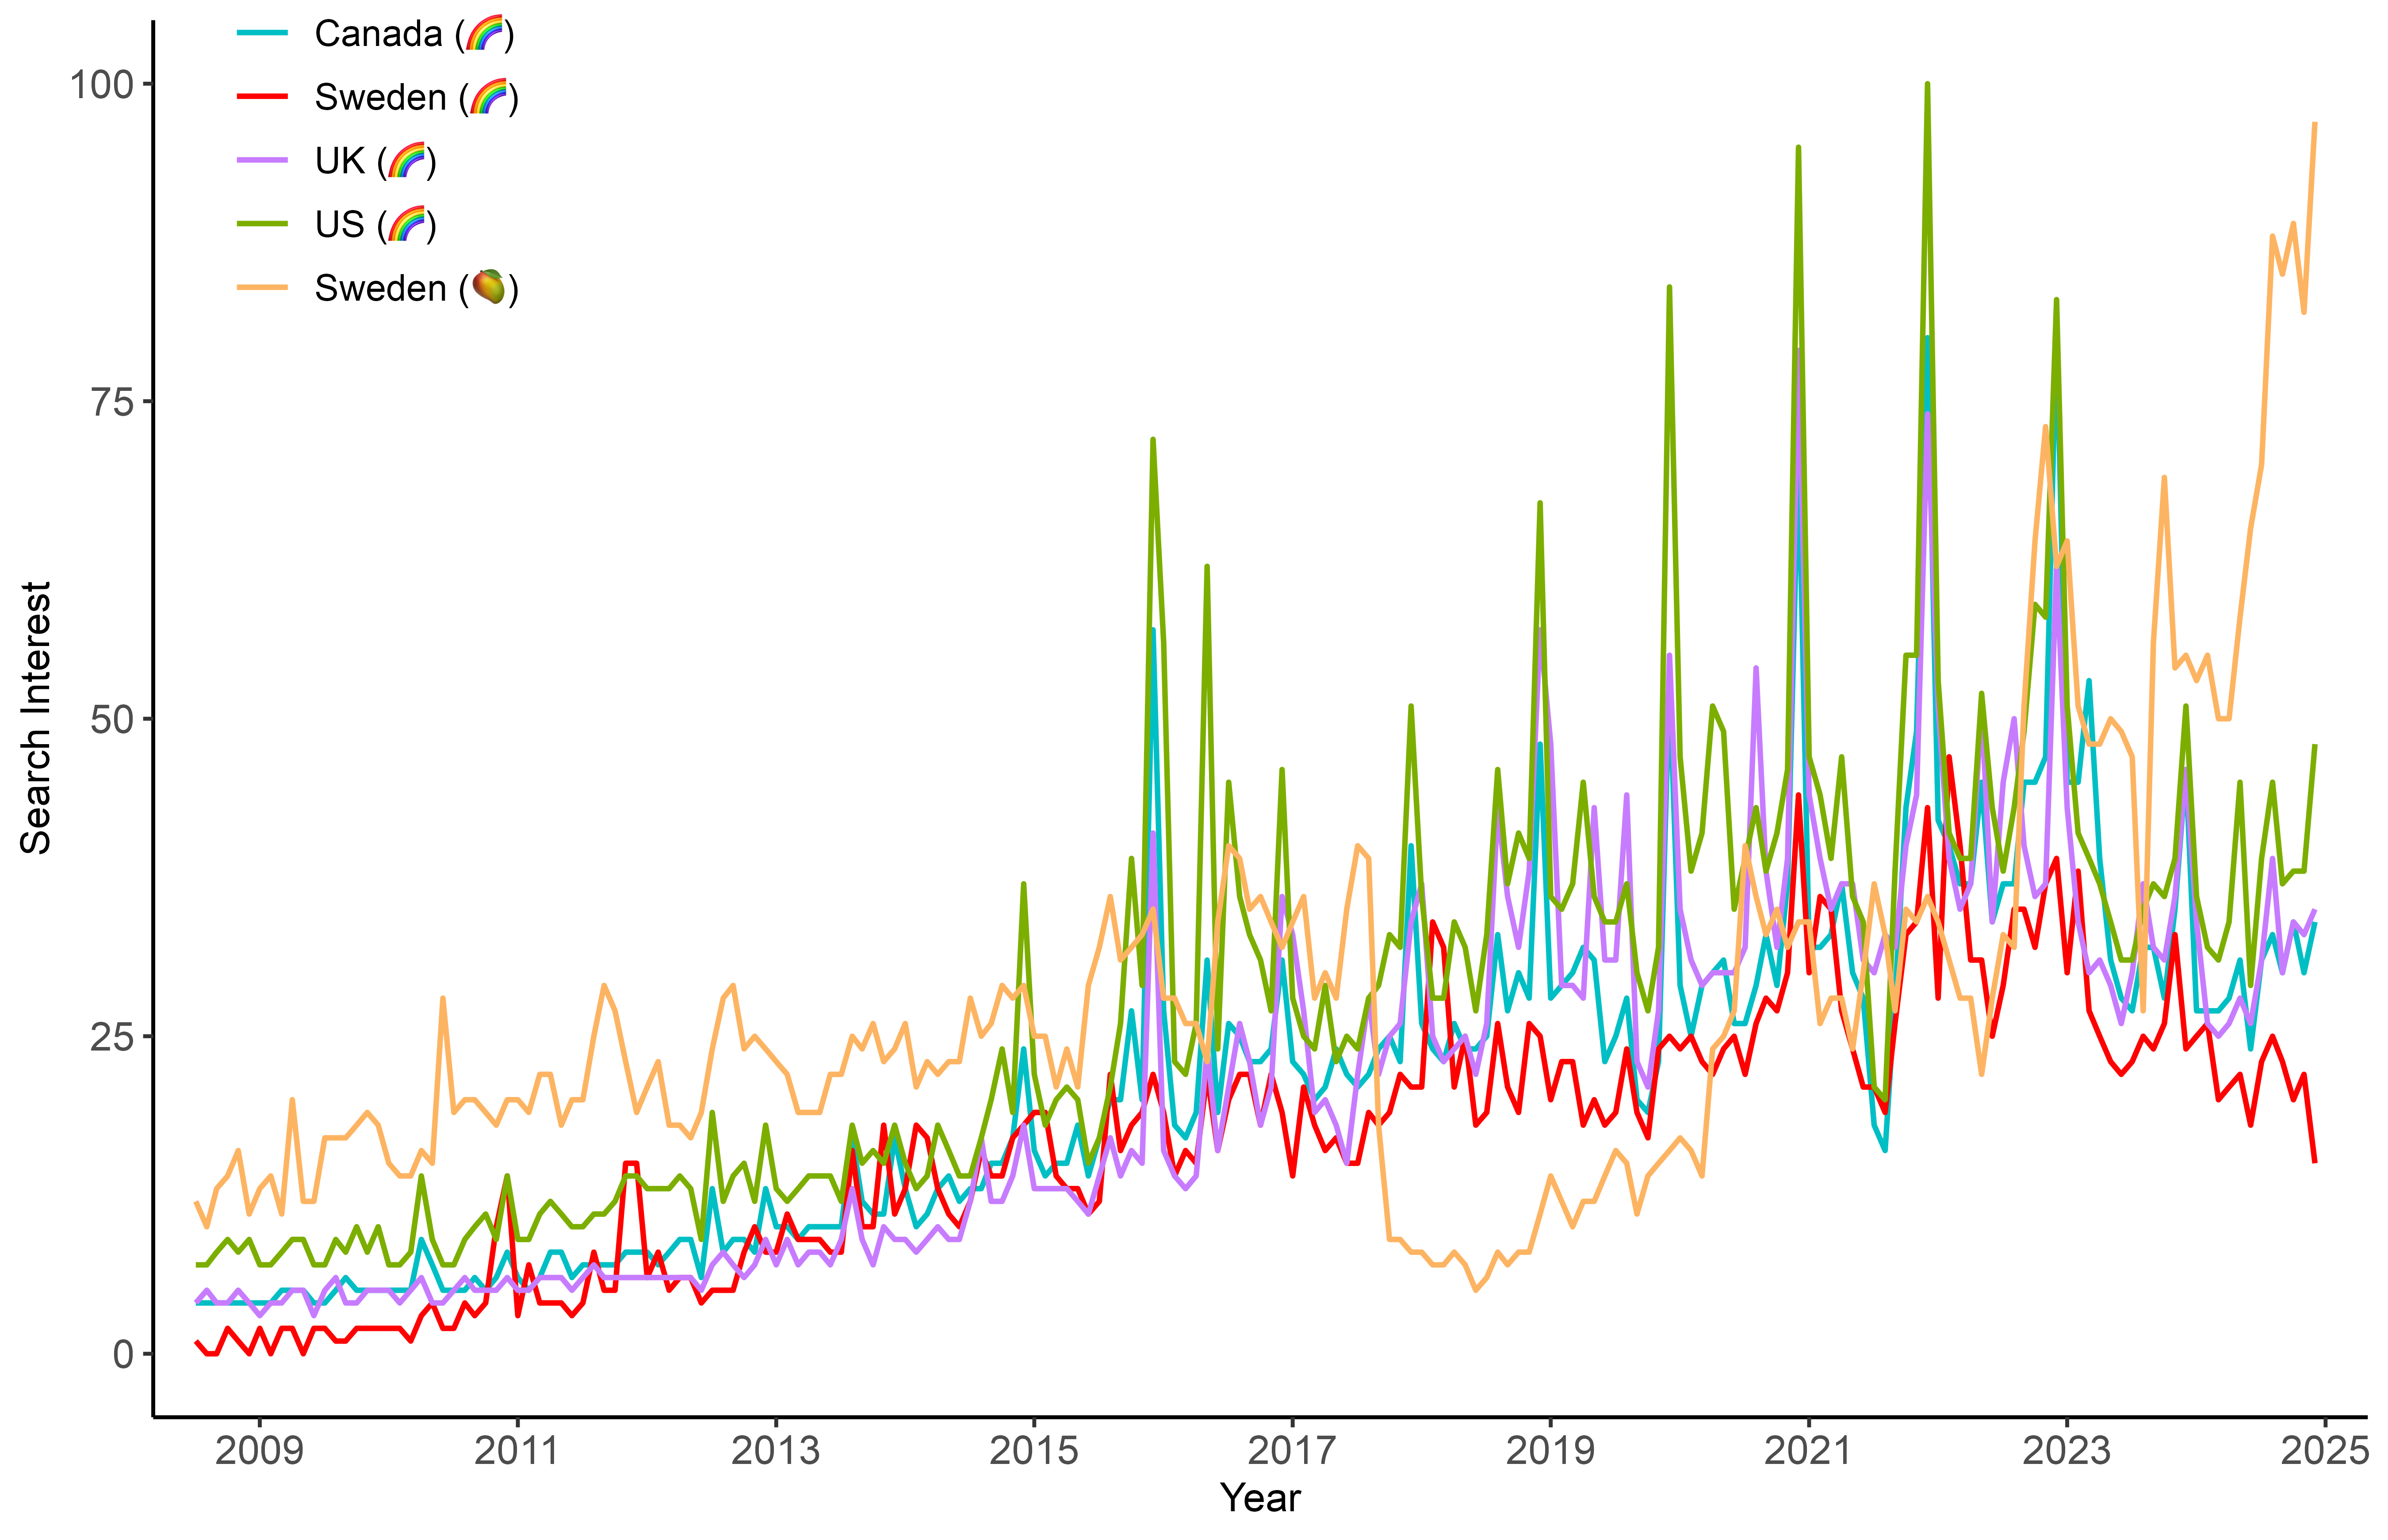 Canada (🌈)
Sweden (🌈)
UK (🌈)
US (🌈)
Sweden (🥭)
100
75
50
25
0
Search Interest
2009 2011 2013 2015 2017 2019 2021 2023 2025
Year